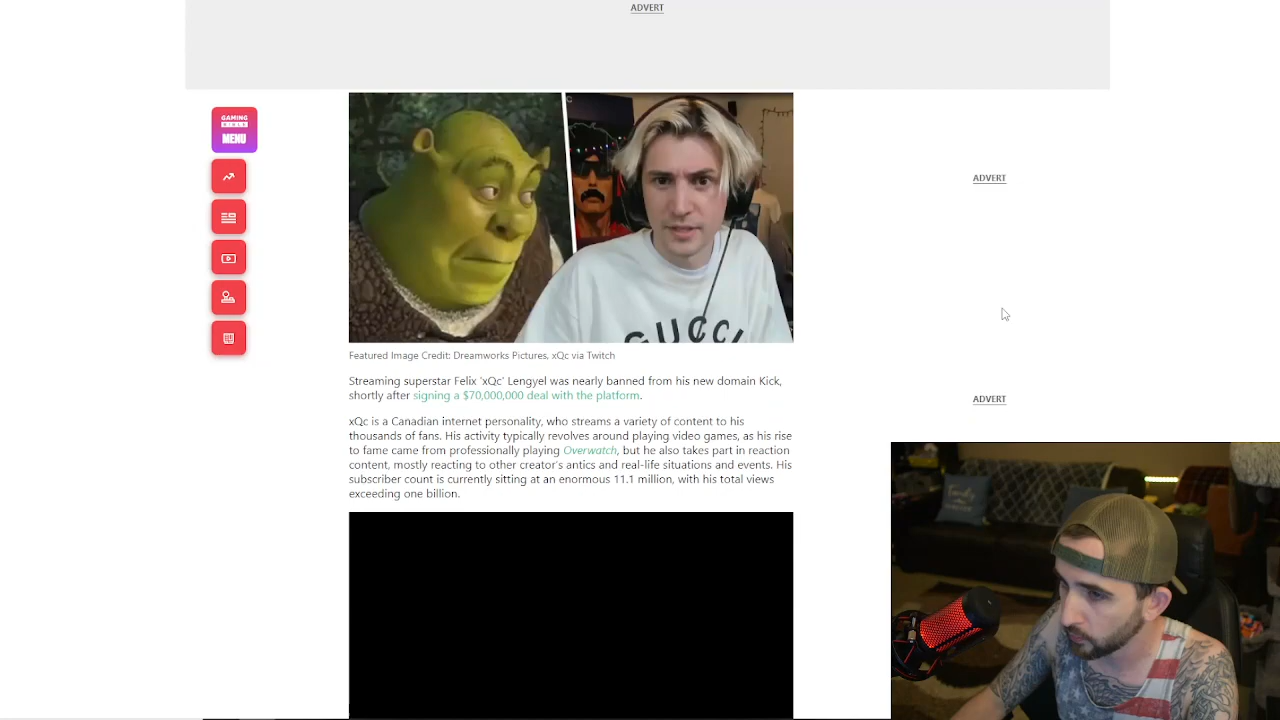 ADVERT
GAMING
BIBLE
MENU
ADVERT
GUCCI
Featured Image Credit: Dreamworks Pictures, xQc via Twitch
Streaming superstar Felix 'xQc' Lengyel was nearly banned from his new domain Kick,
shortly after signing a $70,000,000 deal with the platform.
ADVERT
xQc is a Canadian internet personality, who streams a variety of content to his
thousands of fans. His activity typically revolves around playing video games, as his rise
to fame came from professionally playing Overwatch, but he also takes part in reaction
content, mostly reacting to other creator's antics and real-life situations and events. His
subscriber count is currently sitting at an enormous 11.1 million, with his total views
exceeding one billion.